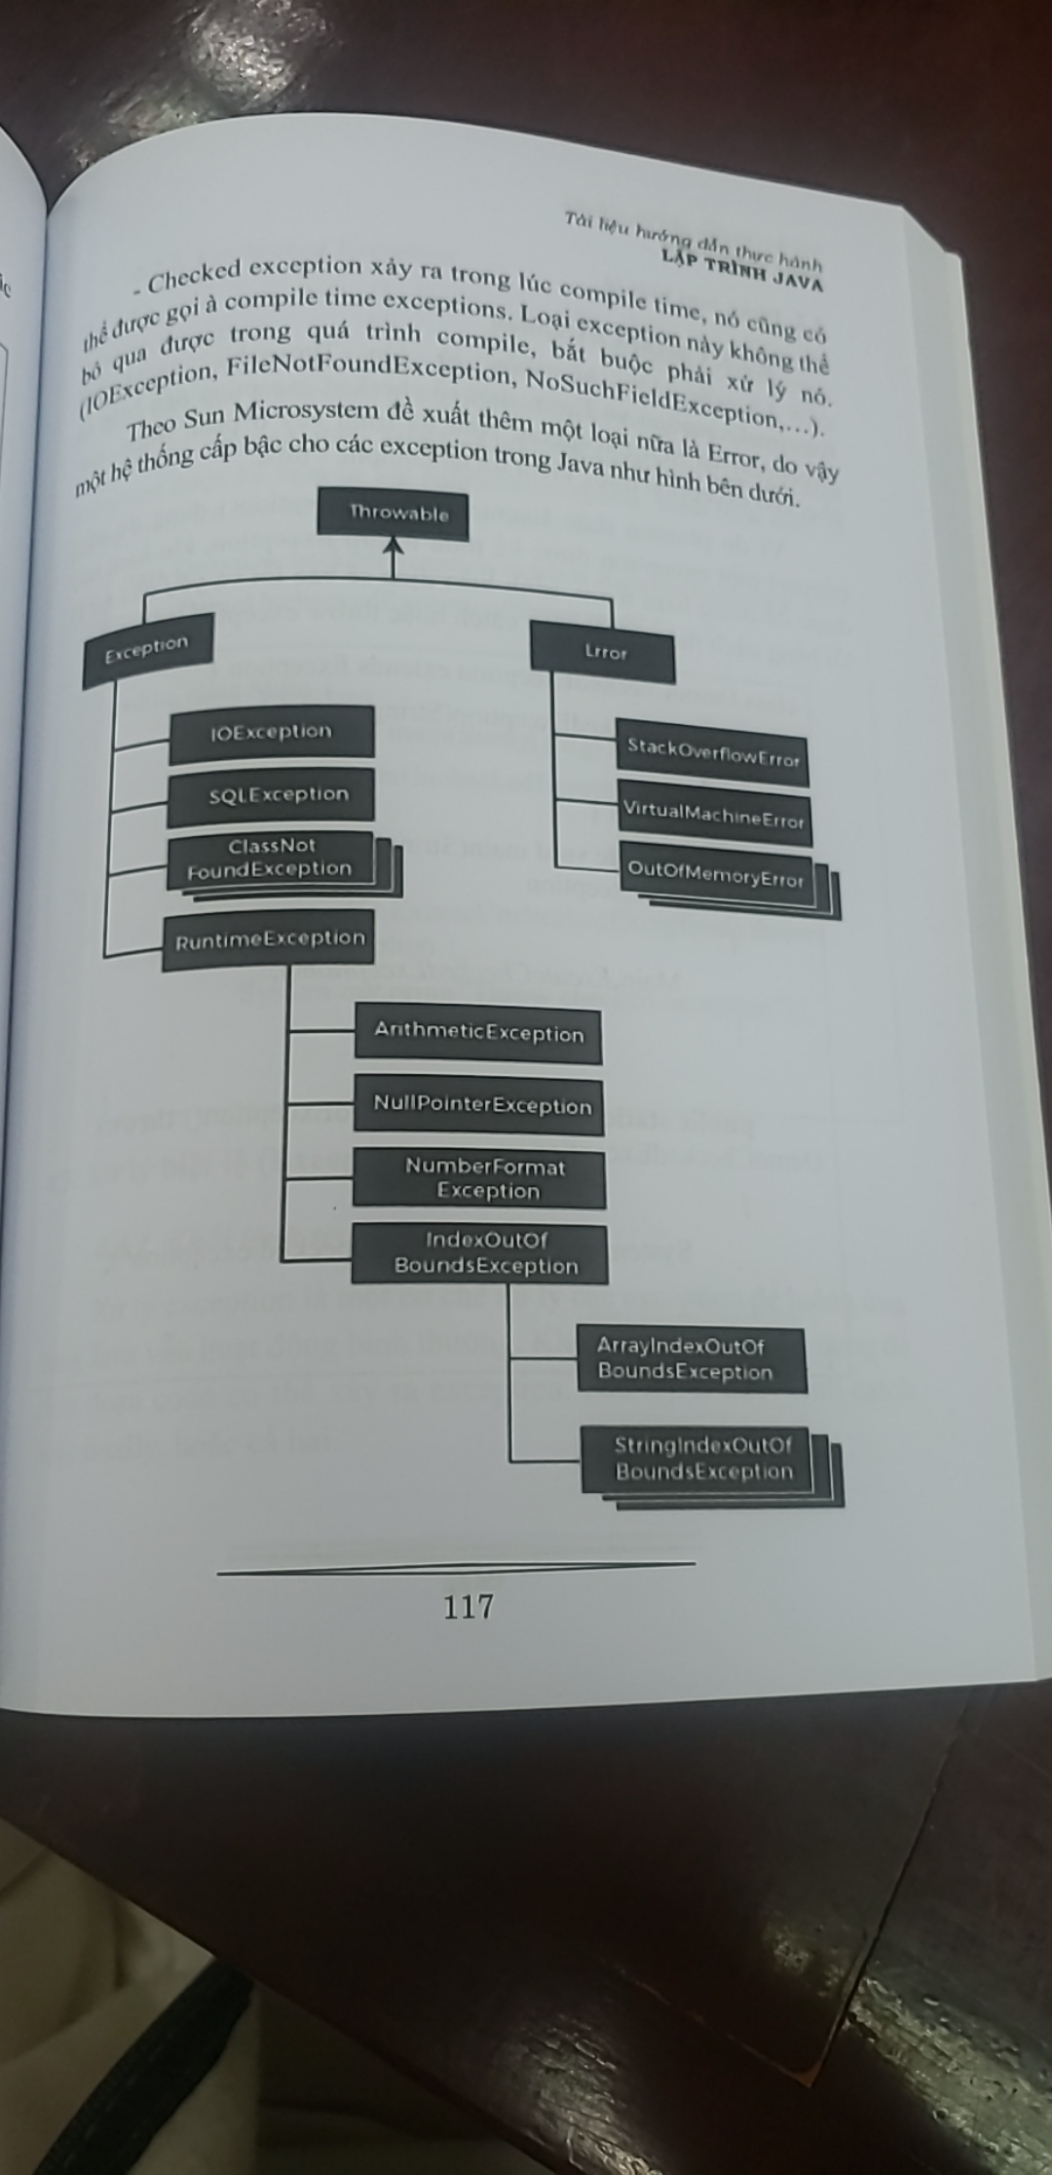 Tài liệu hướng dẫn thực hành
LẬP TRÌNH JAVA
- Checked exception xảy ra trong lúc compile time, nó cũng có
thể được gọi à compile time exceptions. Loại exception này không thể
bỏ qua được trong quá trình compile, bắt buộc phải xử lý nó.
(IOException, FileNotFoundException, NoSuchFieldException,…).
Theo Sun Microsystem đề xuất thêm một loại nữa là Error, do vậy
một hệ thống cấp bậc cho các exception trong Java như hình bên dưới.
Throwable
Exception
Error
IOException
SQLException
ClassNot
FoundException
RuntimeException
StackOverflowError
VirtualMachineError
OutOfMemoryError
ArithmeticException
NullPointerException
NumberFormat
Exception
IndexOutOf
BoundsException
ArrayIndexOutOf
BoundsException
StringIndexOutOf
BoundsException
117